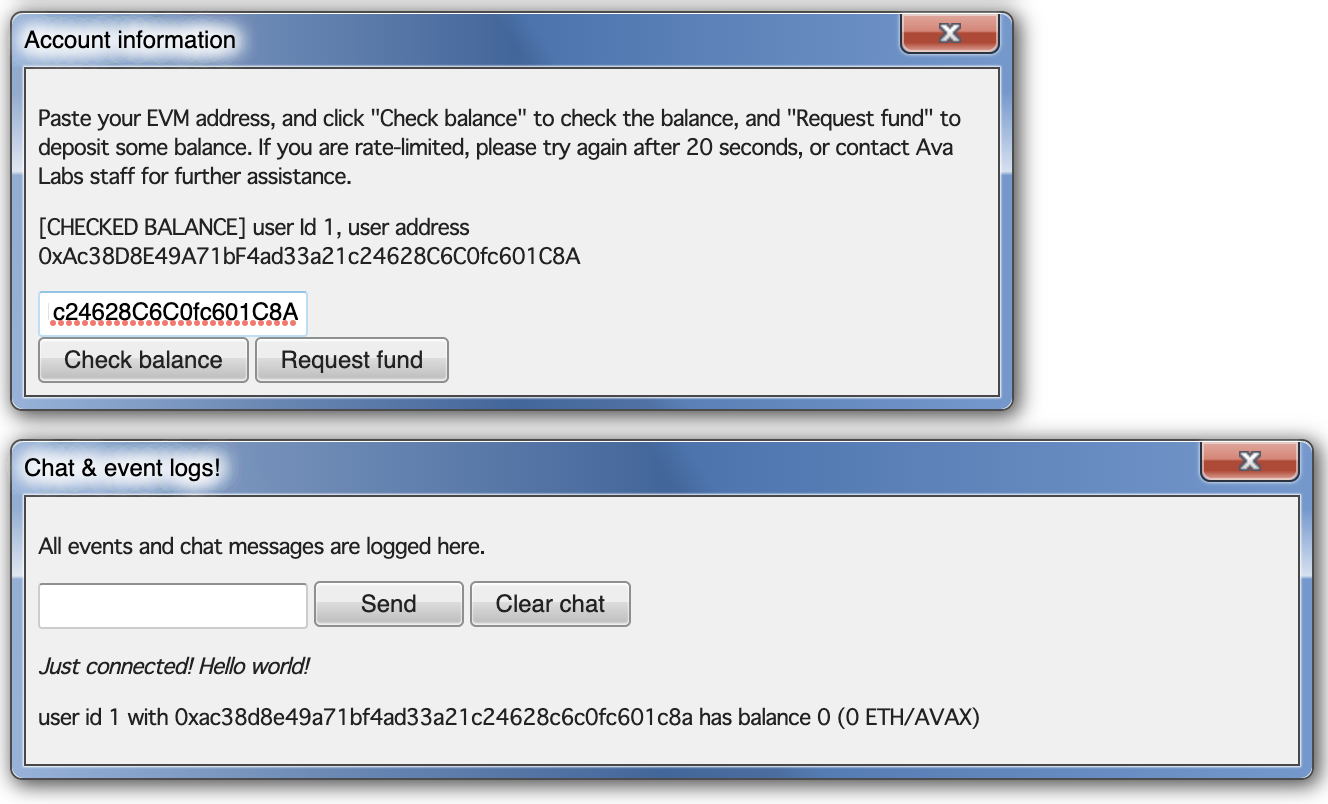 Account information
Paste your EVM address, and click "Check balance" to check the balance, and "Request fund" to
deposit some balance. If you are rate-limited, please try again after 20 seconds, or contact Ava
Labs staff for further assistance.
[CHECKED BALANCE] user Id 1, user address
0xAc38D8E49A71bF4ad33a21c24628C6C0fc601C8A
c24628C6C0fc601C8A
Check balance Request fund
Chat & event logs!
All events and chat messages are logged here.
Send Clear chat
Just connected! Hello world!
user id 1 with 0xac38d8e49a71bf4ad33a21c24628c6c0fc601c8a has balance 0 (0 ETH/AVAX)